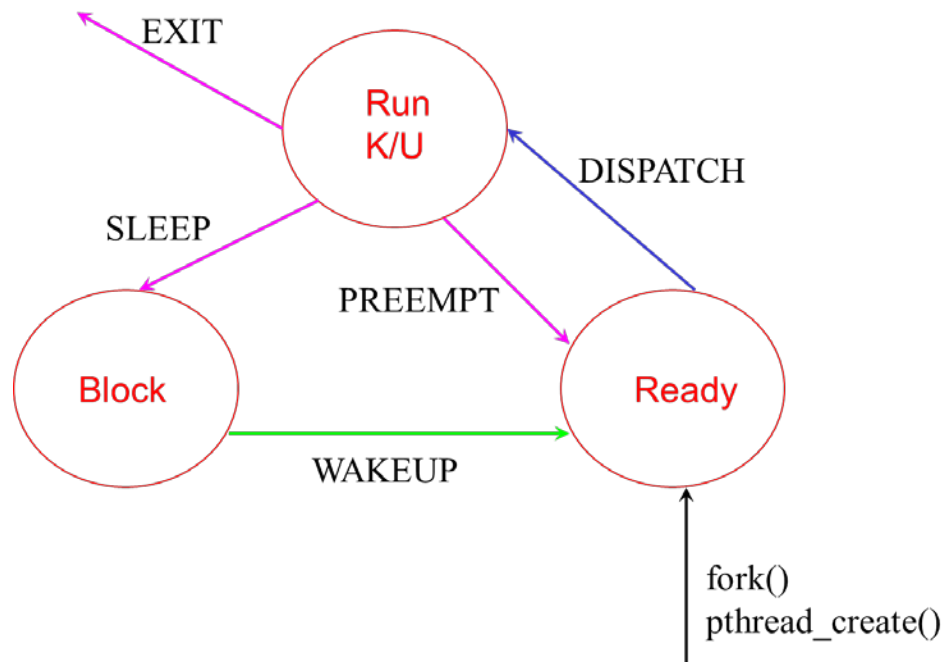 EXIT
Run
K/U
DISPATCH
SLEEP
PREEMPT
Block
Ready
WAKEUP
fork()
pthread_create()